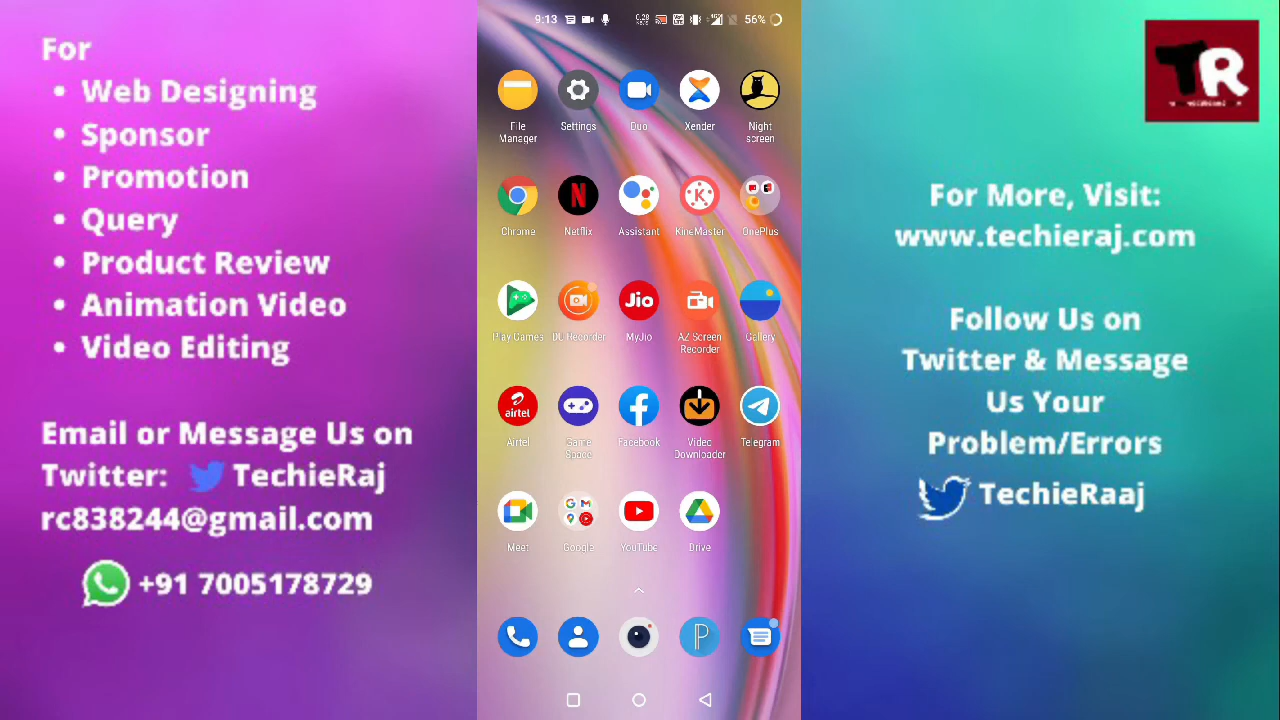 For
• Web Designing
• Sponsor
• Promotion
• Query
• Product Review
• Animation Video
• Video Editing
Email or Message Us on
Twitter: TechieRaj
rc838244@gmail.com
+91 7005178729
9:13
56%
File Manager
Settings
Duo
Xender
Night screen
Chrome
Netflix
Assistant
KineMaster
OnePlus
Play Games
DU Recorder
Jio
MyJio
AZ Screen Recorder
Gallery
airtel
Airtel
Game Space
Facebook
Video Downloader
Telegram
Meet
Google
YouTube
Drive
TR
For More, Visit:
www.techieraj.com
Follow Us on
Twitter & Message
Us Your
Problem/Errors
TechieRaaj